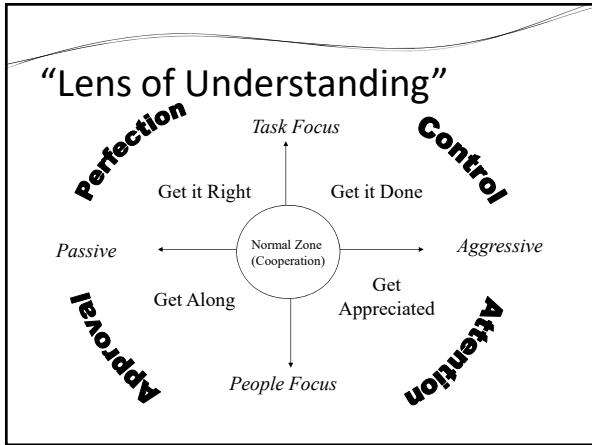 “Lens of Understanding”
Perfection
Task Focus
Control
Get it Right
Get it Done
Passive
Normal Zone
(Cooperation)
Aggressive
Get Along
Get
Appreciated
Approval
People Focus
Attention